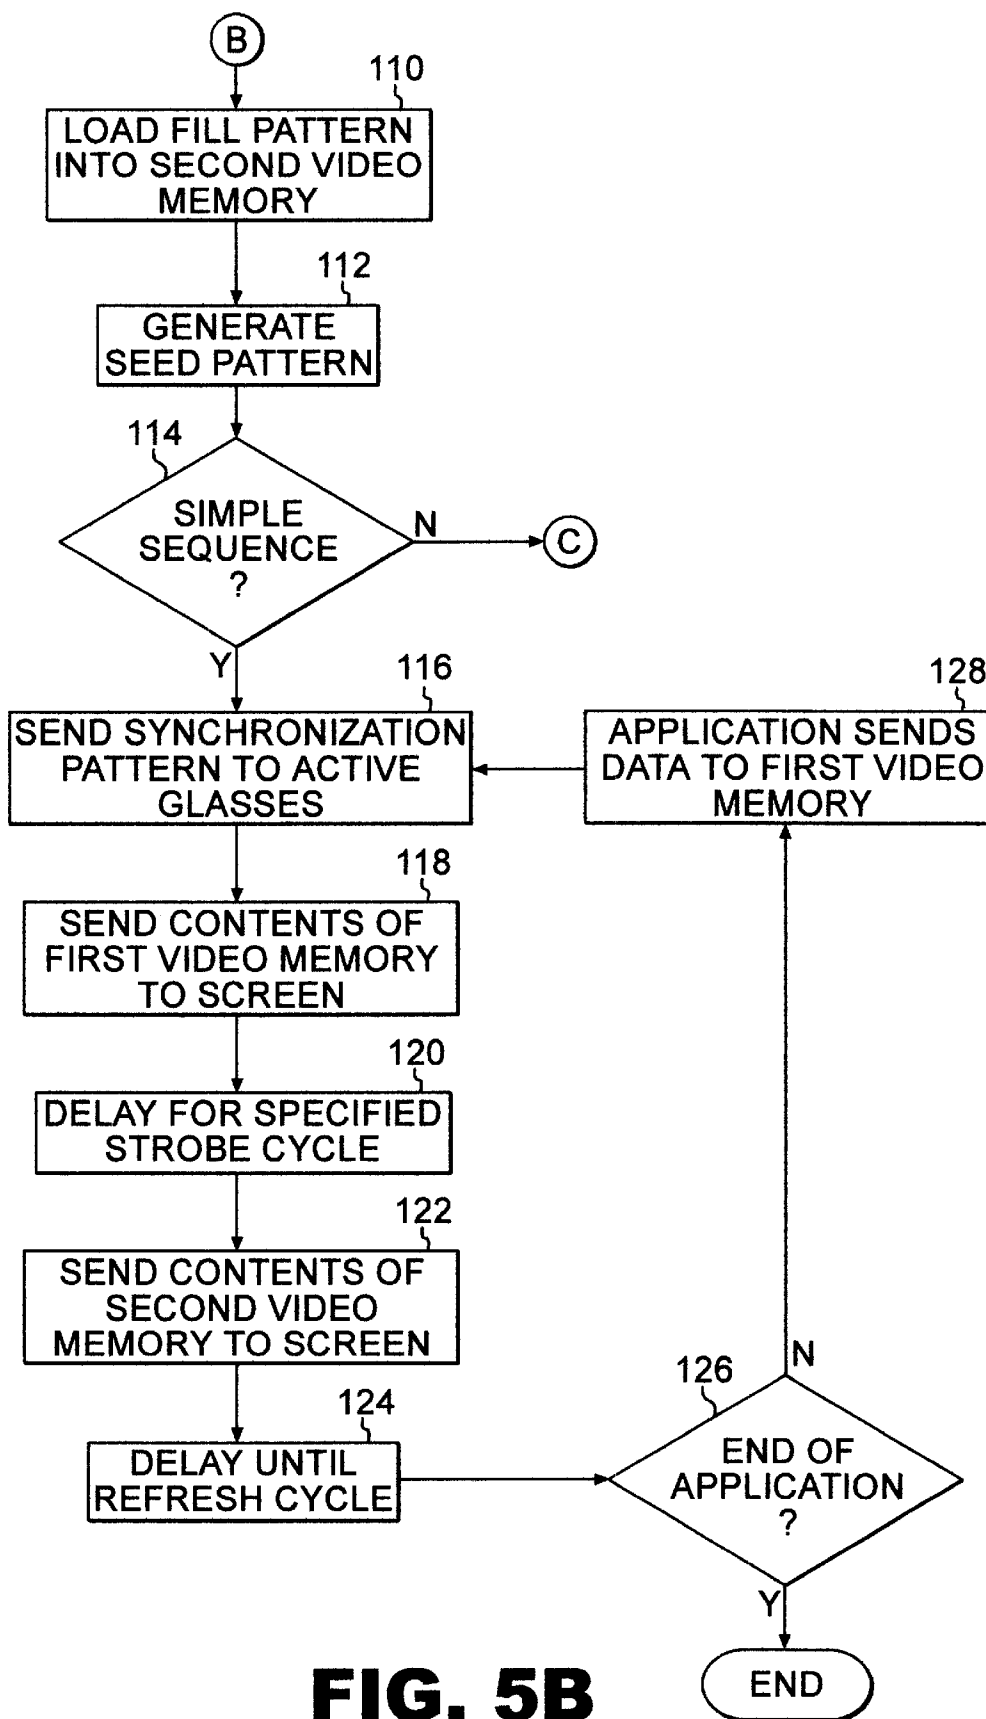 B
110
LOAD FILL PATTERN
INTO SECOND VIDEO
MEMORY
112
GENERATE
SEED PATTERN
114
SIMPLE
SEQUENCE
?
N
C
Y
116
SEND SYNCHRONIZATION
PATTERN TO ACTIVE
GLASSES
128
APPLICATION SENDS
DATA TO FIRST VIDEO
MEMORY
118
SEND CONTENTS OF
FIRST VIDEO MEMORY
TO SCREEN
120
DELAY FOR SPECIFIED
STROBE CYCLE
122
SEND CONTENTS OF
SECOND VIDEO
MEMORY TO SCREEN
124
DELAY UNTIL
REFRESH CYCLE
126
N
END OF
APPLICATION
?
Y
END
FIG. 5B